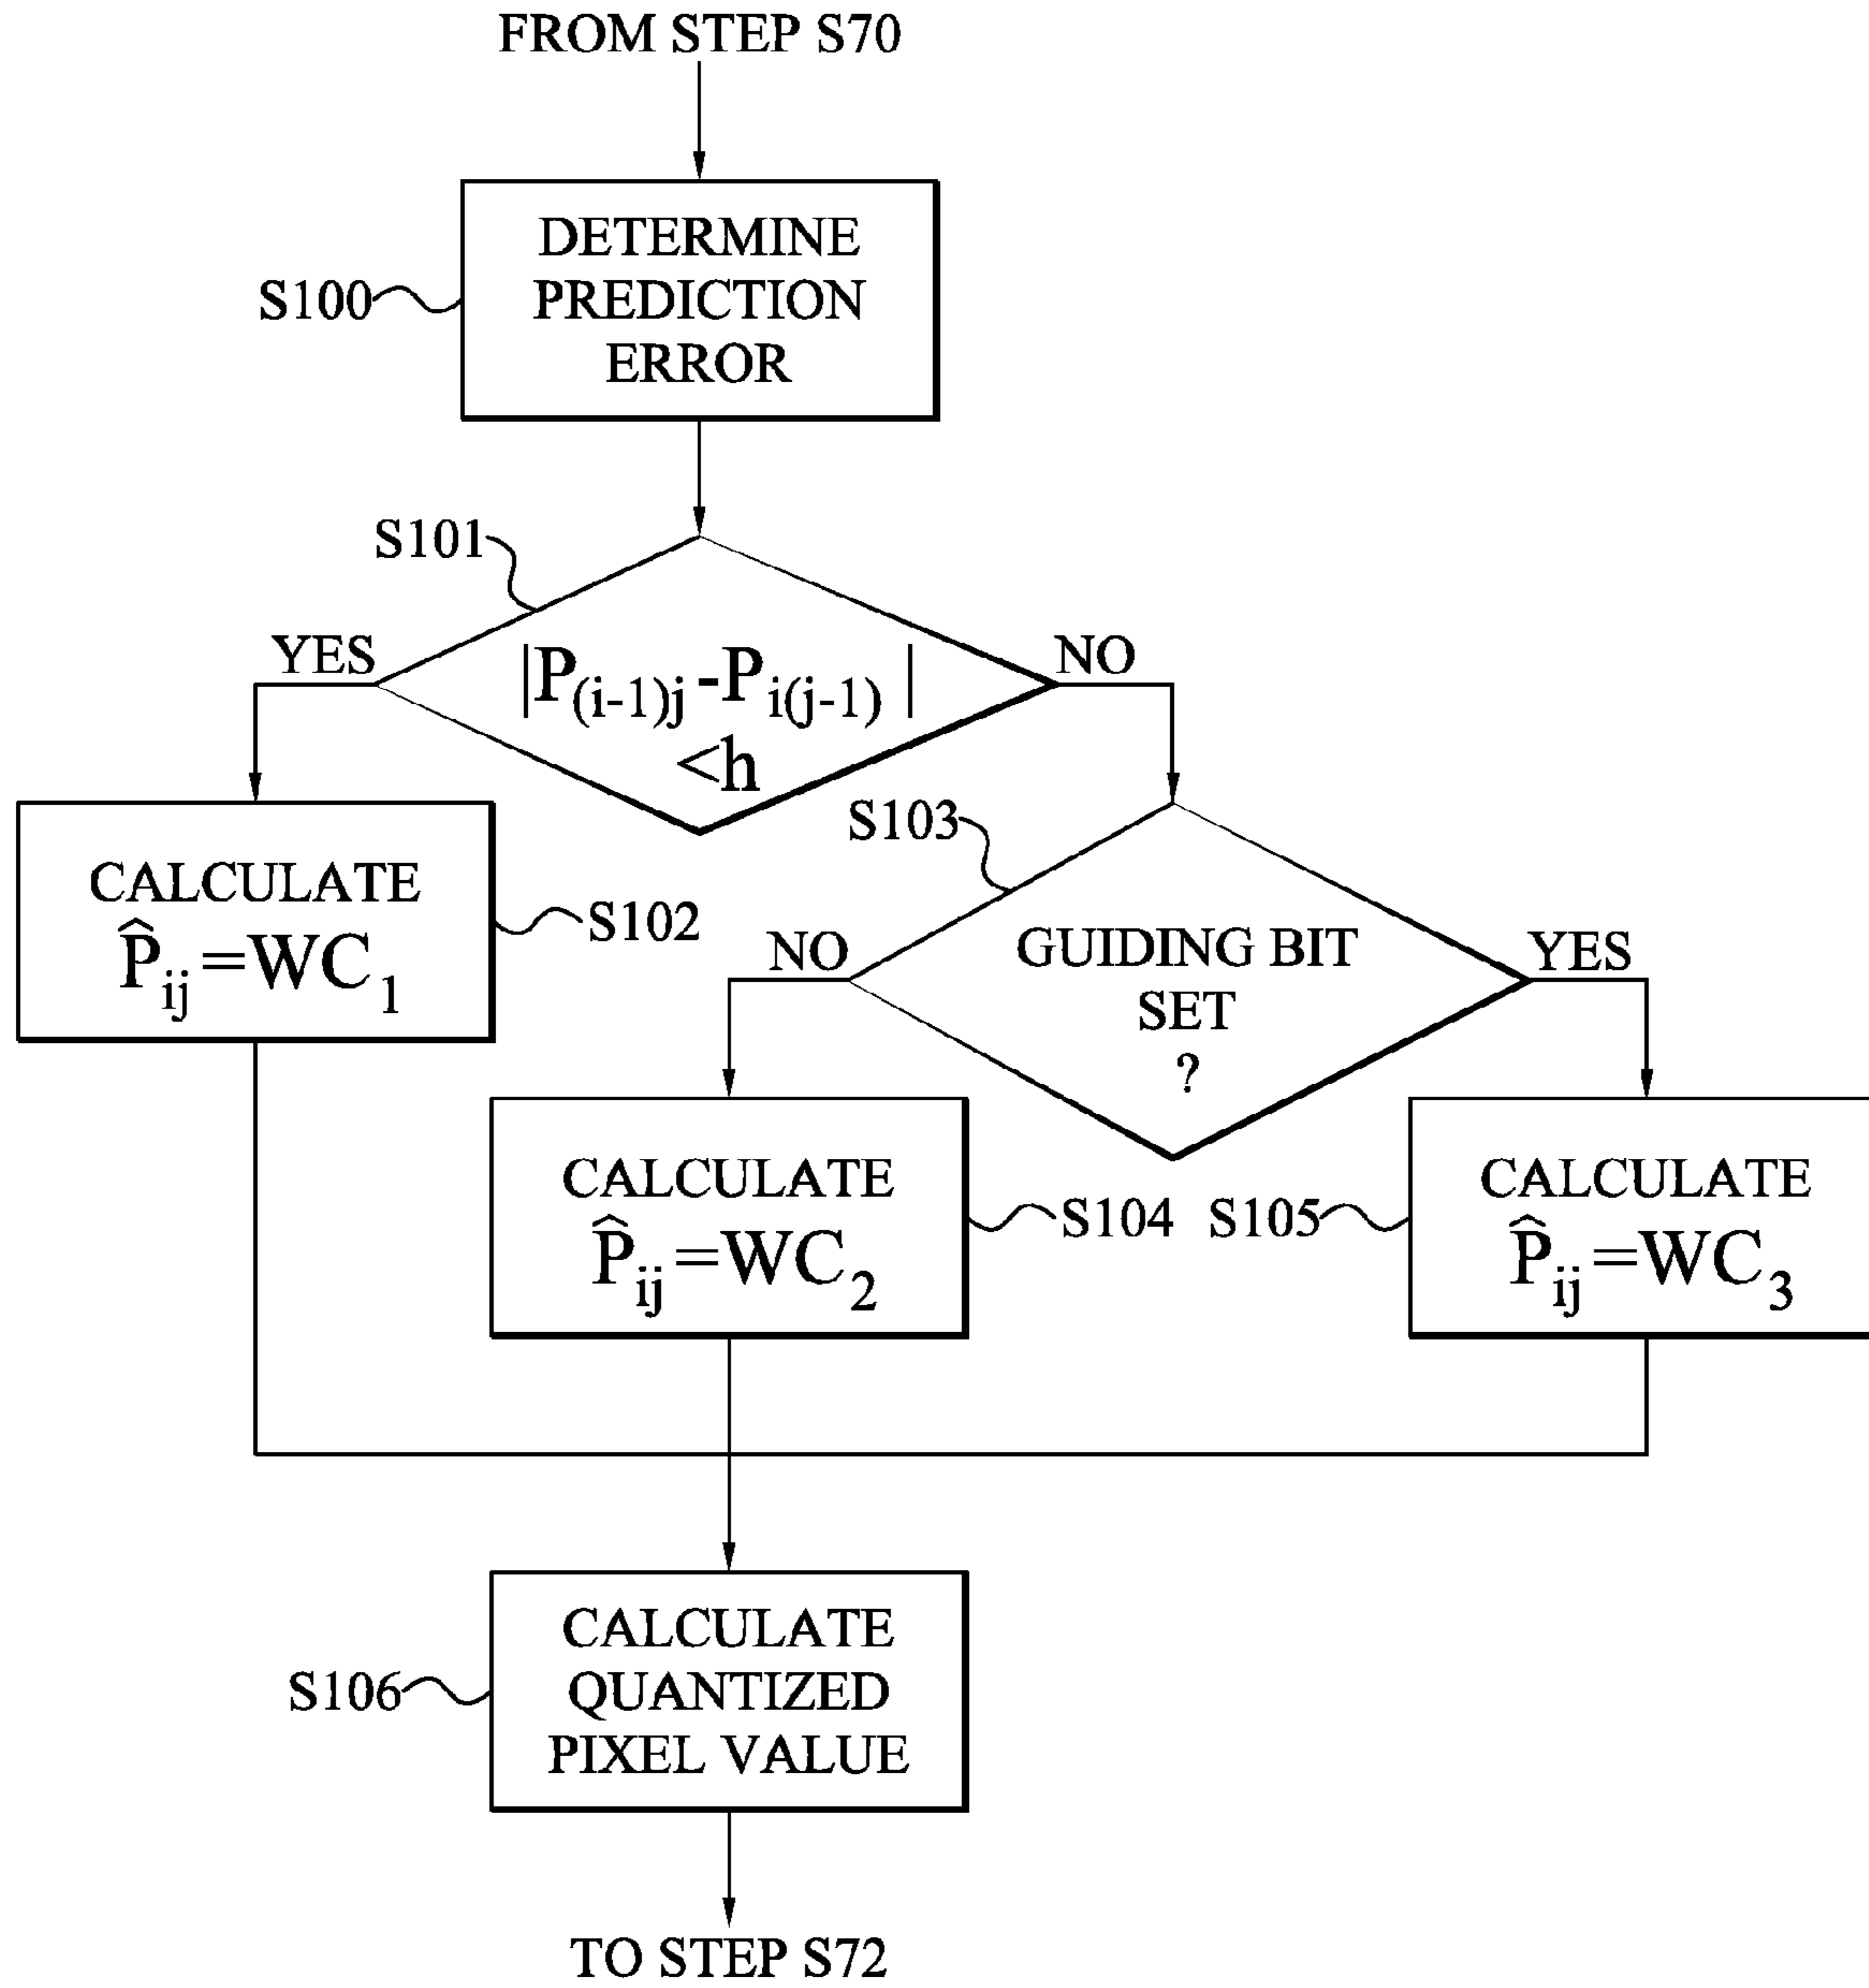 FROM STEP S70
DETERMINE
PREDICTION
ERROR
S100
S101
YES
NO
|P(i-1)j -Pi(j-1) |
<h
S103
CALCULATE
P̂ij=WC1
S102
NO
GUIDING BIT
SET
?
YES
CALCULATE
P̂ij=WC2
S104
S105
CALCULATE
P̂ij=WC3
CALCULATE
QUANTIZED
PIXEL VALUE
S106
TO STEP S72